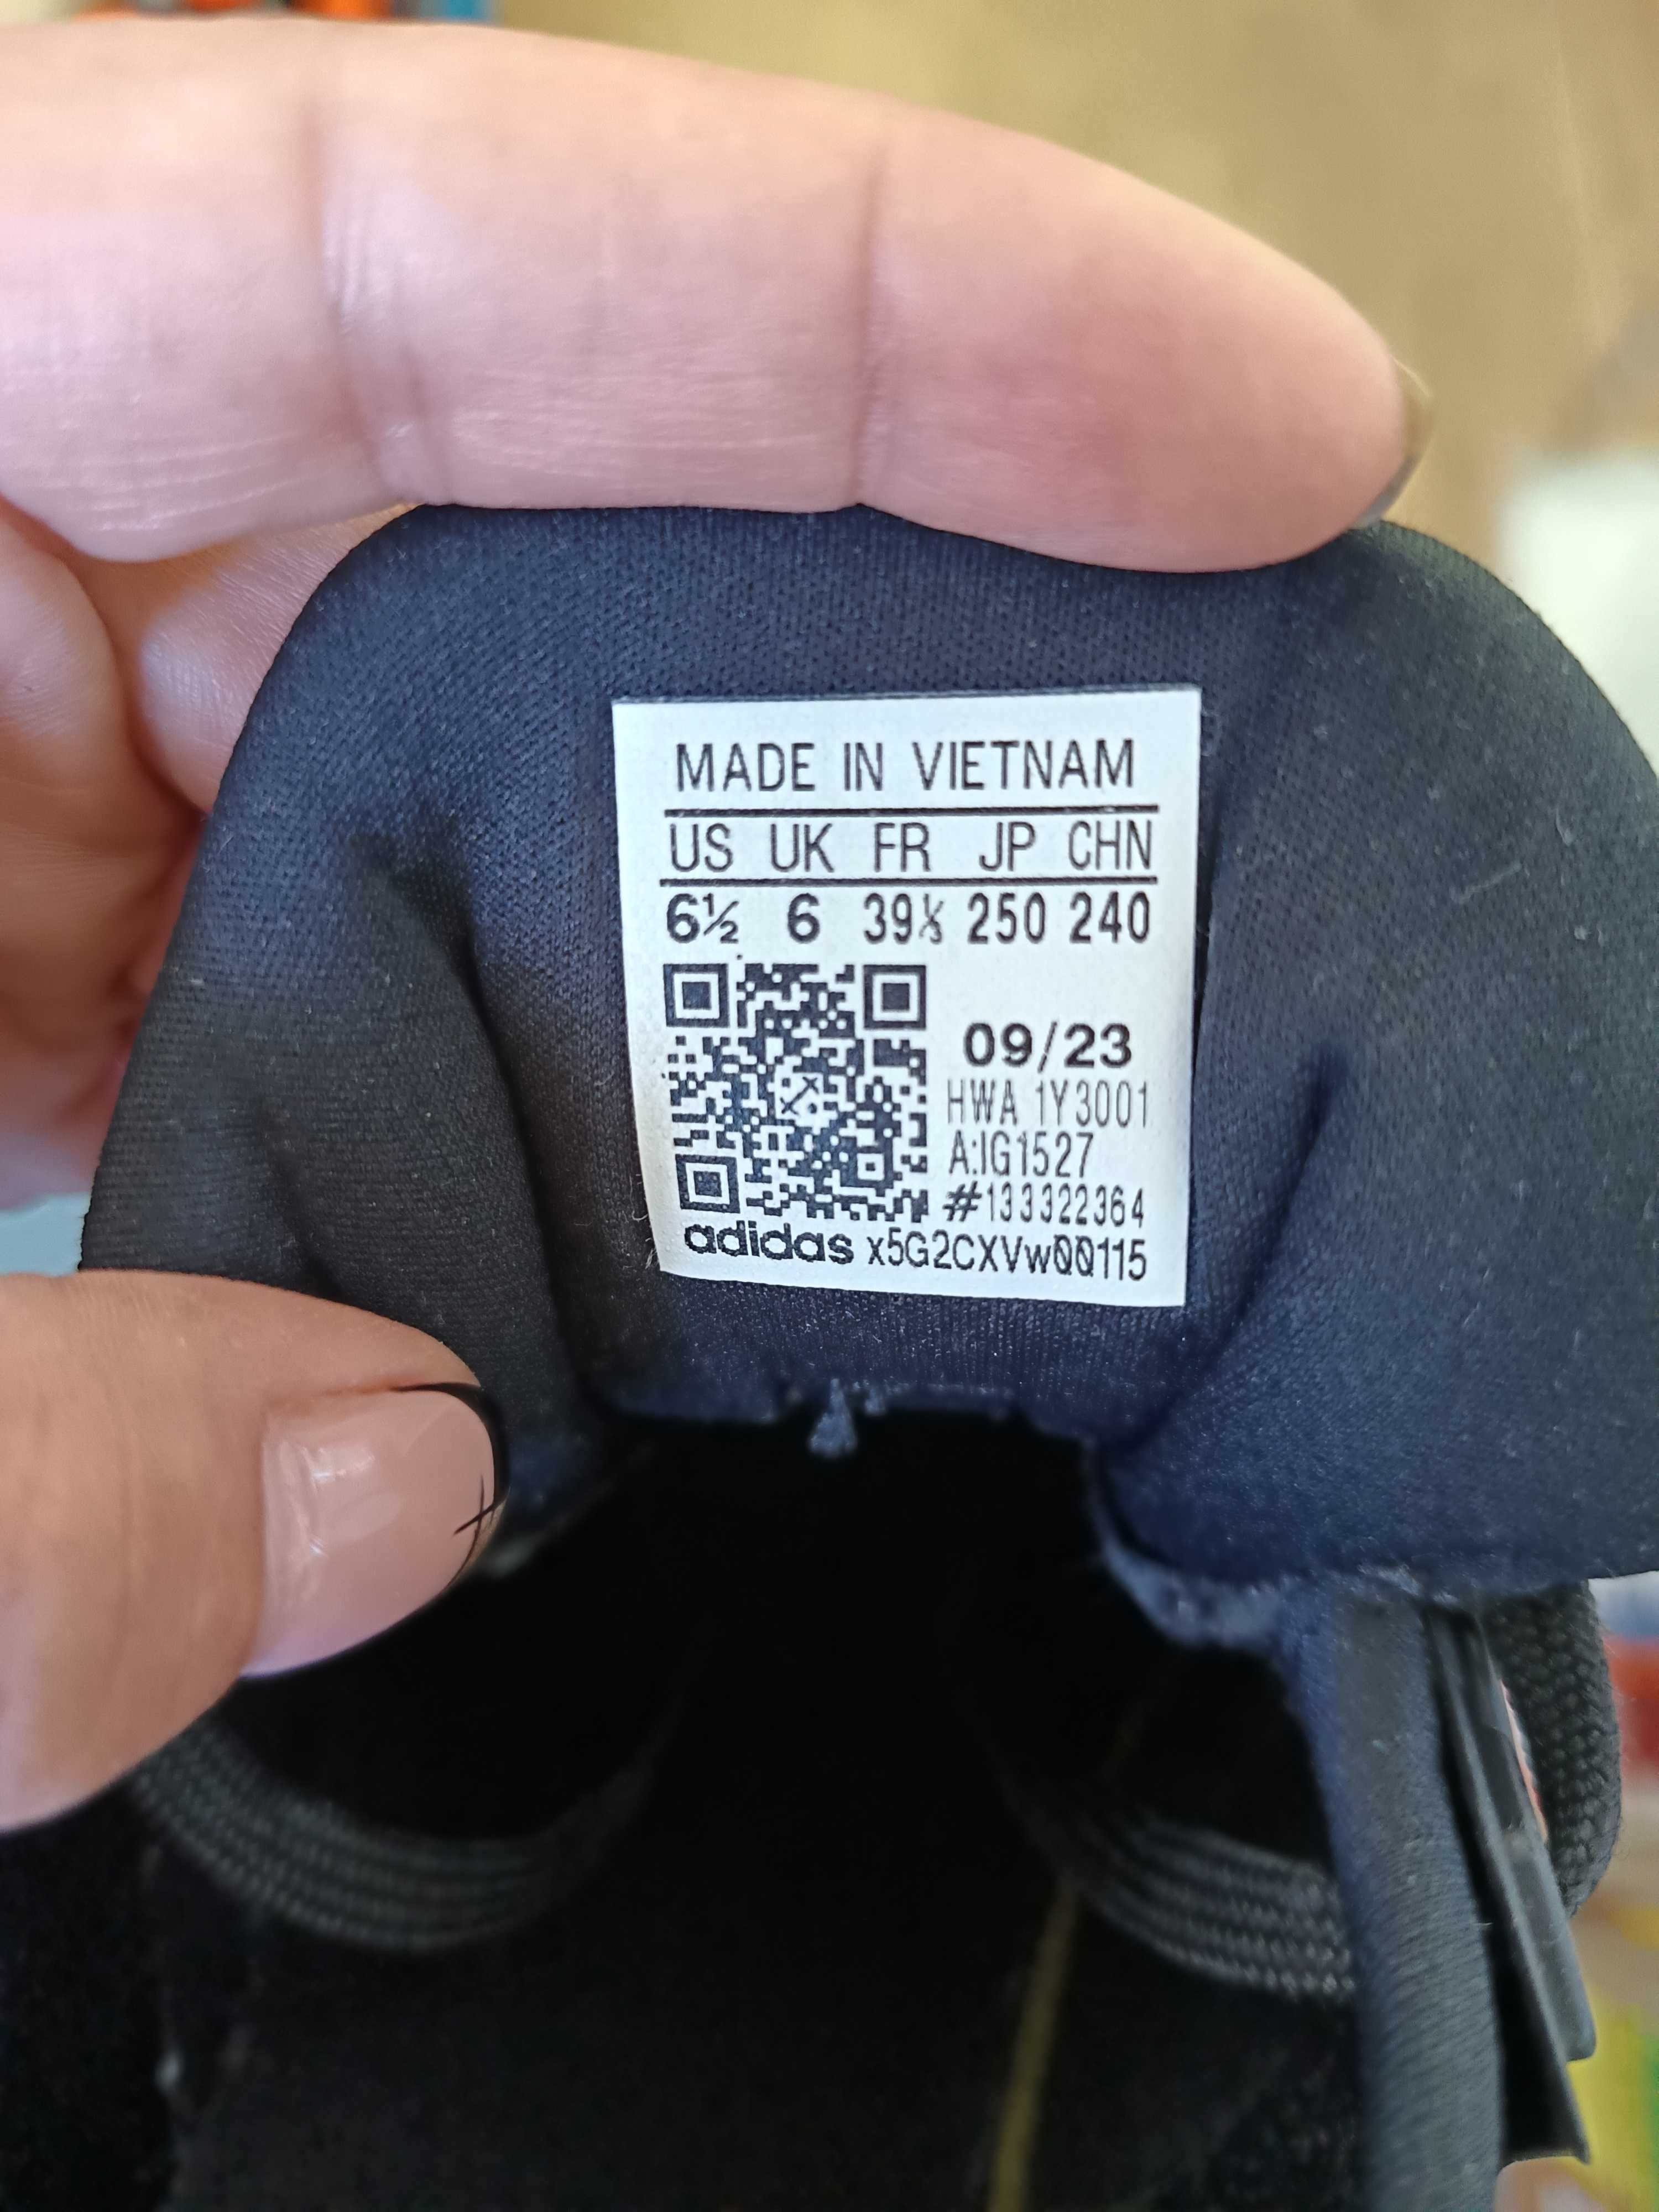 MADE IN VIETNAM
US UK FR JP CHN
6½ 6 39⅓ 250 240
09/23
HWA 1Y3001
A:IG1527
#133322364
adidas x5G2CXVw00115